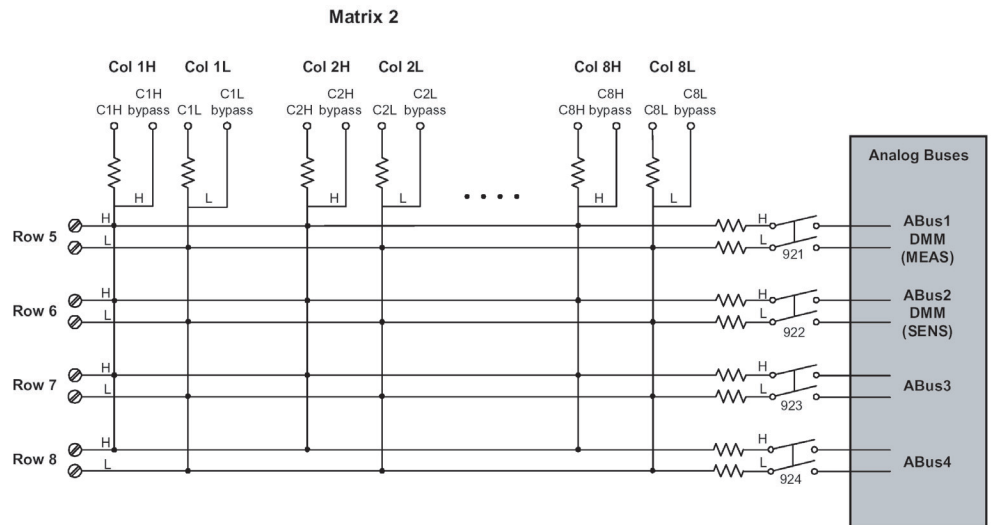 Matrix 2
Col 1H Col 1L Col 2H Col 2L Col 8H Col 8L
C1H C1L C2H C2L C8H C8L
C1H bypass C1L bypass C2H bypass C2L bypass C8H bypass C8L bypass
Analog Buses
H L H L H L
Row 5 H H ABus1
L L DMM
921 (MEAS)
Row 6 H H ABus2
L L DMM
922 (SENS)
Row 7 H H
L L ABus3
923
Row 8 H H
L L ABus4
924